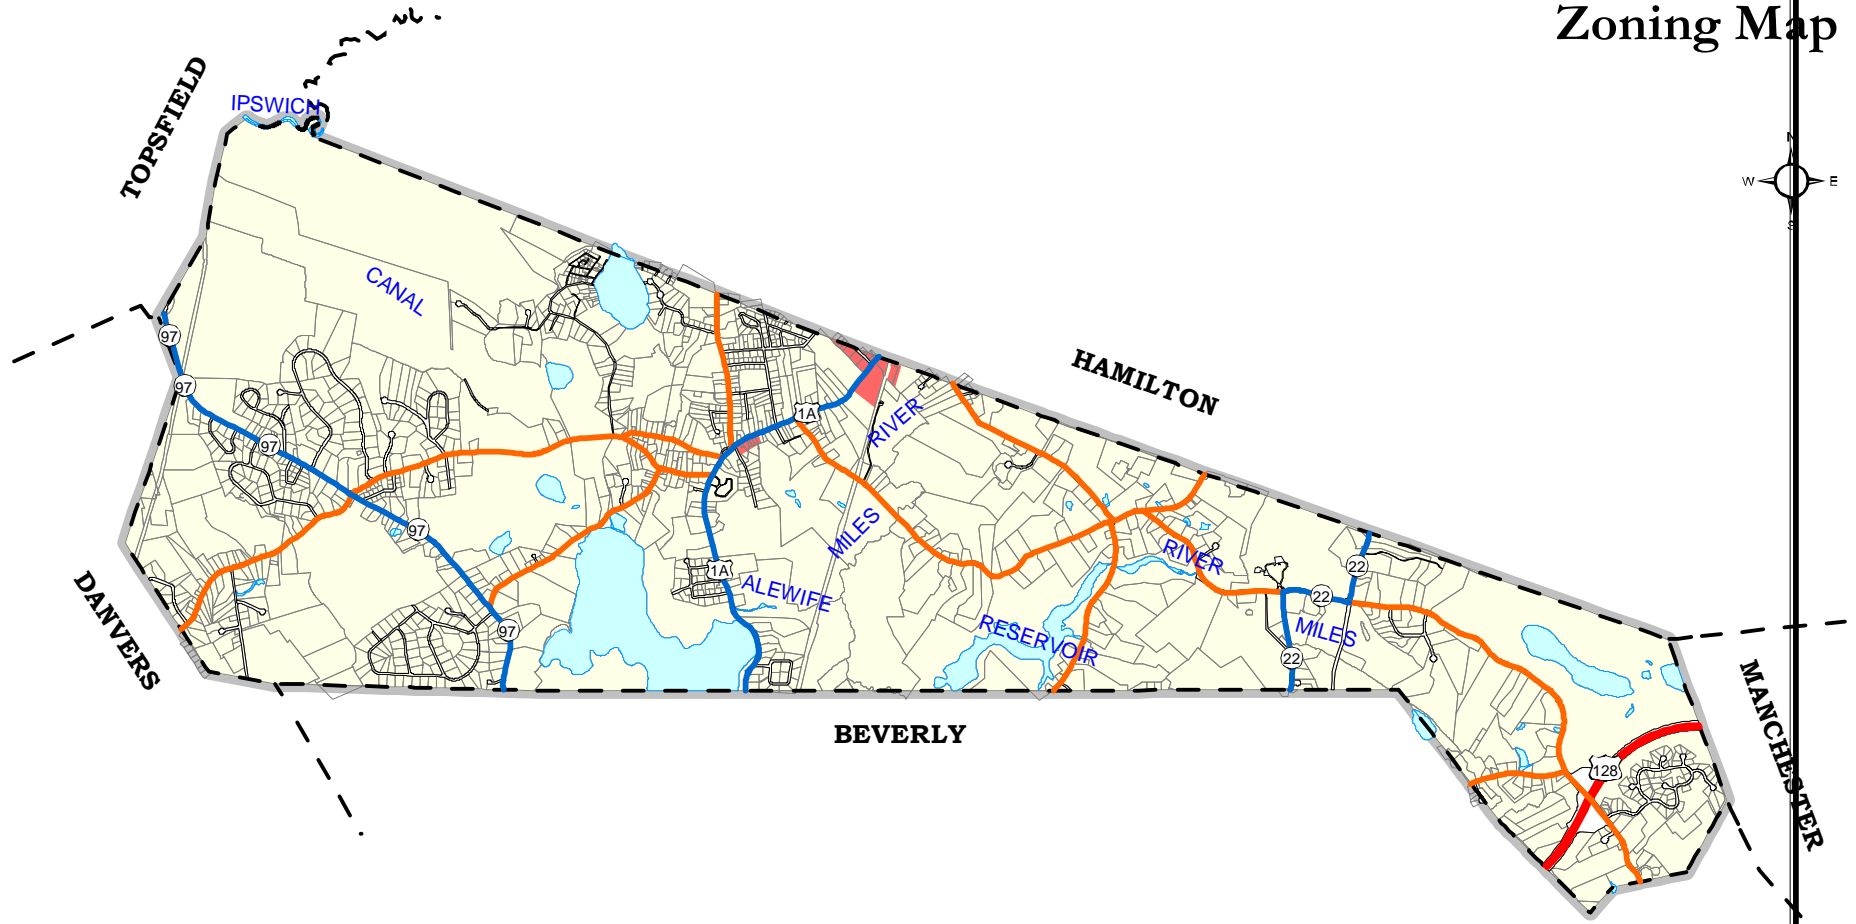 Zoning Map
TOPSFIELD
IPSWICH
N
W
E
S
CANAL
97
HAMILTON
97
1A
RIVER
97
97
MILES
RIVER
22
1A
ALEWIFE
22
DANVERS
97
RESERVOIR
MILES
22
BEVERLY
MANCHESTER
128